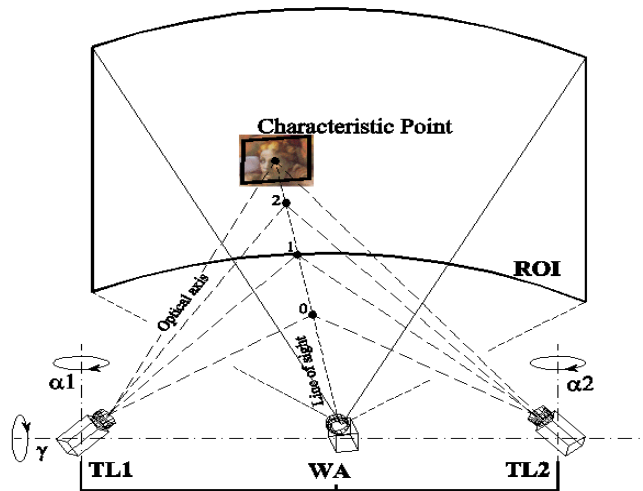 Characteristic Point
2
1
ROI
Optical axis
0
Line of sight
α1
α2
γ
TL1
WA
TL2